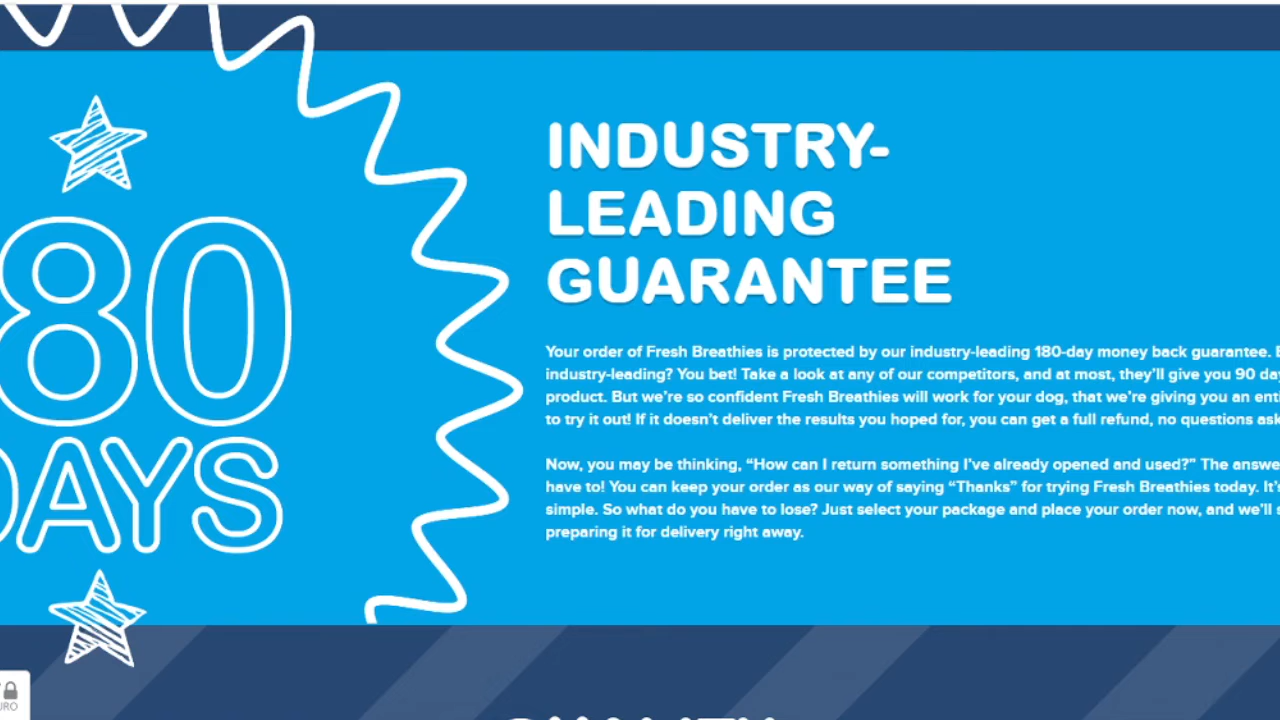 80
DAYS
INDUSTRY-
LEADING
GUARANTEE
Your order of Fresh Breathies is protected by our industry-leading 180-day money back guarantee.
industry-leading? You bet! Take a look at any of our competitors, and at most, they'll give you 90
product. But we're so confident Fresh Breathies will work for your dog, that we're giving you an
to try it out! If it doesn't deliver the results you hoped for, you can get a full refund, no questions
Now, you may be thinking, “How can I return something I've already opened and used?” The
have to! You can keep your order as our way of saying “Thanks” for trying Fresh Breathies today.
simple. So what do you have to lose? Just select your package and place your order now, and we'll
preparing it for delivery right away.